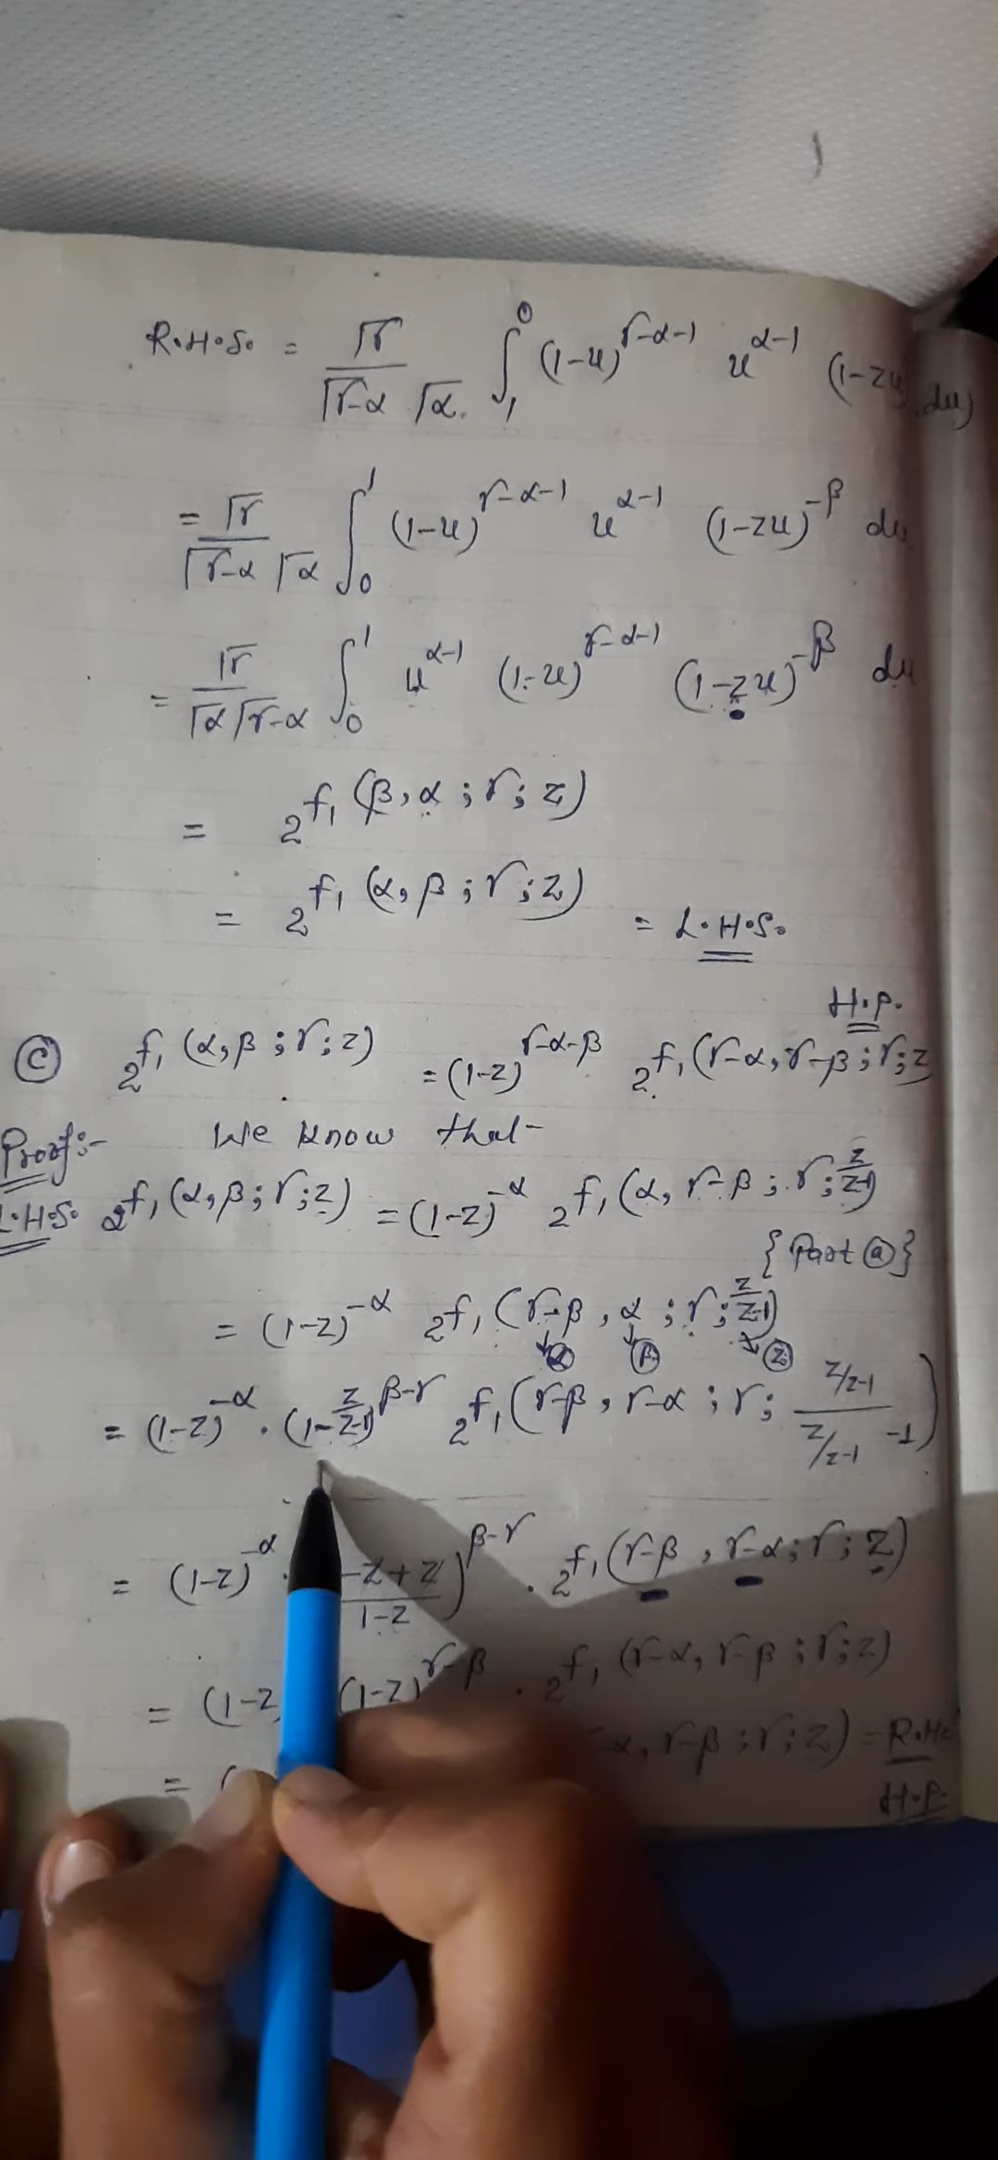 R.H.S. = Γγ / Γγ-α Γα. ∫₁⁰ (1-u)^(γ-α-1) u^(α-1) (1-zu) .du)
= Γγ / Γγ-α Γα ∫₀¹ (1-u)^(γ-α-1) u^(α-1) (1-zu)^(-β) du
= Γγ / Γα Γγ-α ∫₀¹ u^(α-1) (1-u)^(γ-α-1) (1-zu)^(-β) du
= ₂f₁ (β, α ; γ ; z)
= ₂f₁ (α, β ; γ ; z) = L.H.S.
H.P.
ⓒ ₂f₁ (α, β ; γ ; z) = (1-z)^(γ-α-β) ₂f₁ (γ-α, γ-β ; γ ; z
Proof:- We know that-
L.H.S. ₂f₁ (α, β ; γ ; z) = (1-z)^(-α) ₂f₁ (α, γ-β ; γ ; z/z-1)
{ Part ⓐ }
= (1-z)^(-α) ₂f₁ (γ-β, α ; γ ; z/z-1)
↓ⓐ ↓ ↘ⓩ
= (1-z)^(-α) . (1-z/z-1)^(β-γ) ₂f₁ (γ-β, γ-α ; γ ; z/z-1 / z/z-1 -1)
= (1-z)^(-α) . -z+z / 1-z )^(β-γ) . ₂f₁ (γ-β, γ-α ; γ ; z)
= (1-z (1-z)^(γ-β) . ₂f₁ (γ-α, γ-β ; γ ; z)
= ( α, γ-β ; γ ; z) = R.H.
H.P.